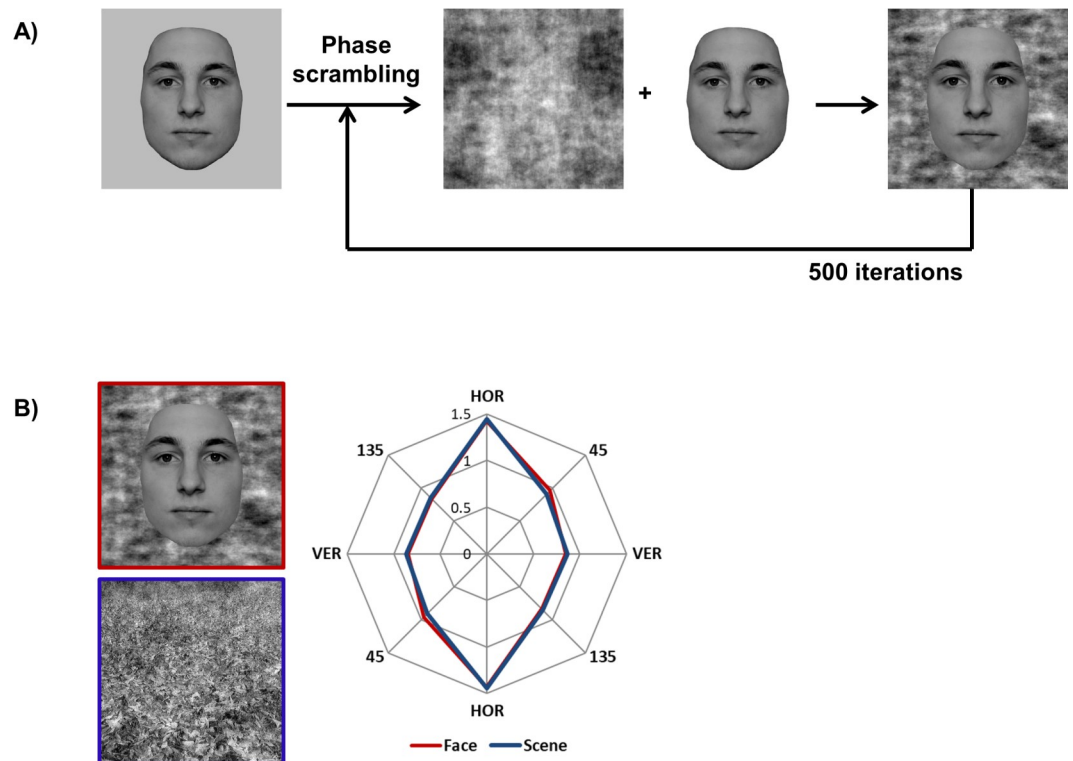 A)
Phase
scrambling
+
500 iterations
B)
HOR
1.5
135
45
1
0.5
VER
0
VER
45
135
HOR
Face
Scene